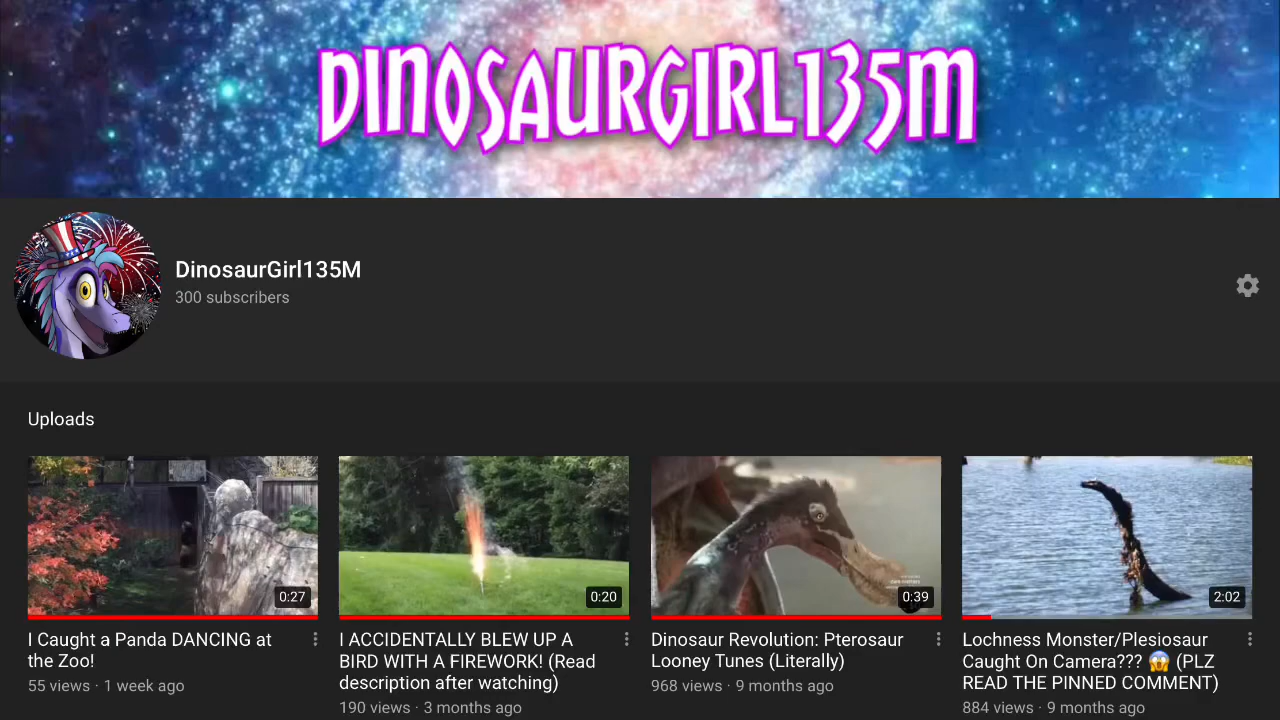 DINOSAURGIRL135M
DinosaurGirl135M
300 subscribers
Uploads
0:27
0:20
0:39
2:02
I Caught a Panda DANCING at
the Zoo!
55 views · 1 week ago
I ACCIDENTALLY BLEW UP A
BIRD WITH A FIREWORK! (Read
description after watching)
190 views · 3 months ago
Dinosaur Revolution: Pterosaur
Looney Tunes (Literally)
968 views · 9 months ago
Lochness Monster/Plesiosaur
Caught On Camera??? 😱 (PLZ
READ THE PINNED COMMENT)
884 views · 9 months ago